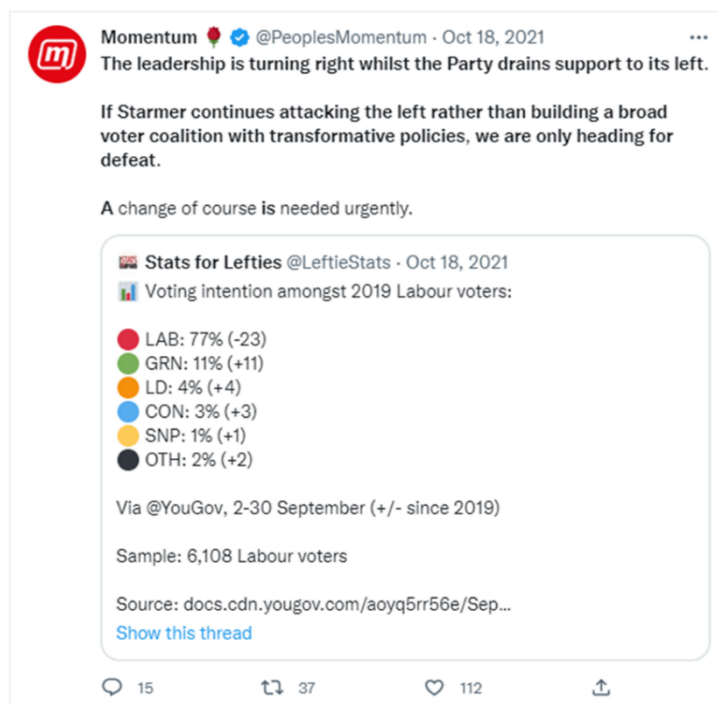 Momentum 🌹 @PeoplesMomentum · Oct 18, 2021 ···
The leadership is turning right whilst the Party drains support to its left.
If Starmer continues attacking the left rather than building a broad
voter coalition with transformative policies, we are only heading for
defeat.
A change of course is needed urgently.
Stats for Lefties @LeftieStats · Oct 18, 2021
📊 Voting intention amongst 2019 Labour voters:
🔴 LAB: 77% (-23)
🟢 GRN: 11% (+11)
🟠 LD: 4% (+4)
🔵 CON: 3% (+3)
🟡 SNP: 1% (+1)
⚫ OTH: 2% (+2)
Via @YouGov, 2-30 September (+/- since 2019)
Sample: 6,108 Labour voters
Source: docs.cdn.yougov.com/aoyq5rr56e/Sep...
Show this thread
15 37 112